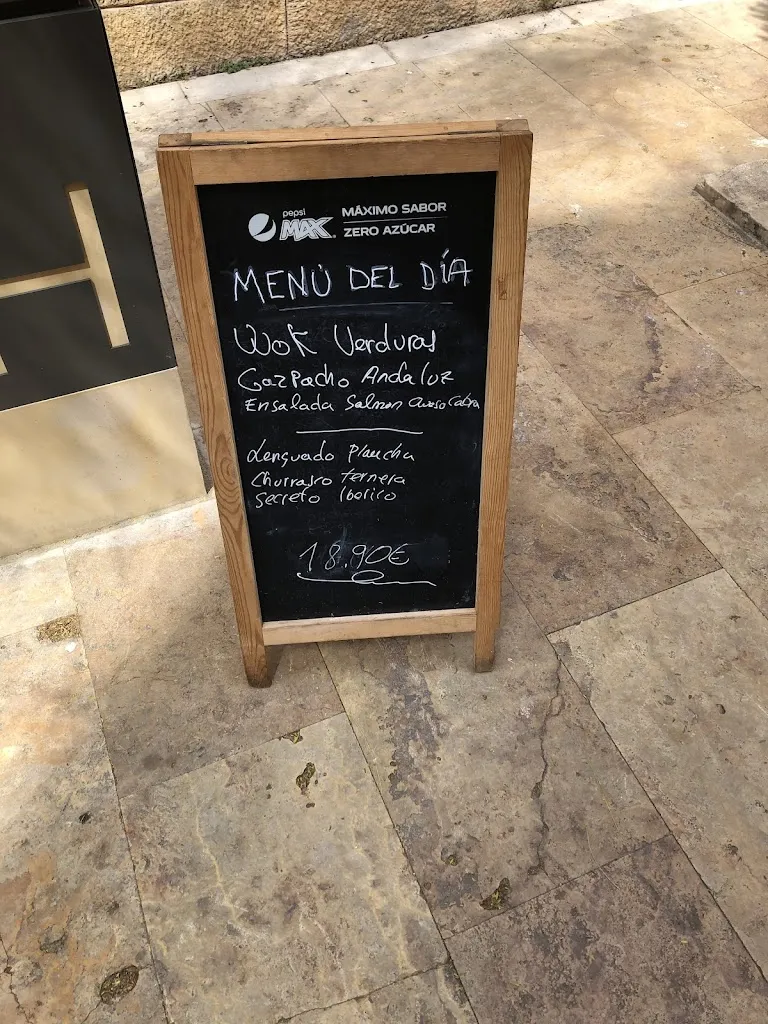 pepsi
MAX
MÁXIMO SABOR
ZERO AZÚCAR
MENÚ DEL DÍA
Wok Verduras
Gazpacho Andaluz
Ensalada Salmon Queso Cabra
Lenguado Plancha
Churrasco ternera
Secreto Iberico
18.90€